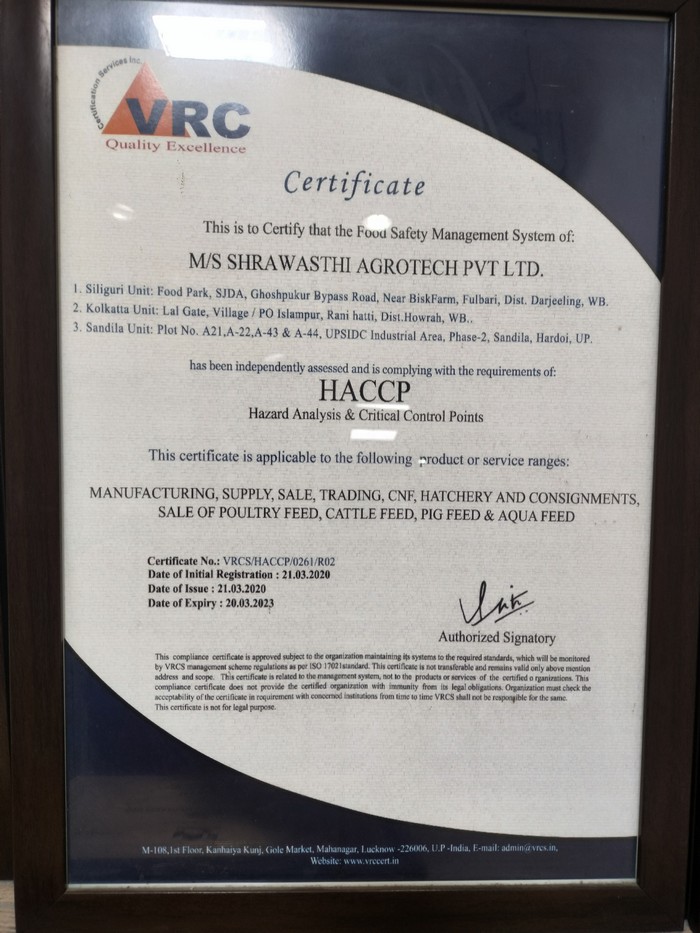 Certification Services Inc.
VRC
Quality Excellence
Certificate
This is to Certify that the Food Safety Management System of:
M/S SHRAWASTHI AGROTECH PVT LTD.
1. Siliguri Unit: Food Park, SJDA, Ghoshpukur Bypass Road, Near BiskFarm, Fulbari, Dist. Darjeeling, WB.
2. Kolkatta Unit: Lal Gate, Village / PO Islampur, Rani hatti, Dist.Howrah, WB..
3. Sandila Unit: Plot No. A21,A-22,A-43 & A-44, UPSIDC Industrial Area, Phase-2, Sandila, Hardoi, UP.
has been independently assessed and is complying with the requirements of:
HACCP
Hazard Analysis & Critical Control Points
This certificate is applicable to the following product or service ranges:
MANUFACTURING, SUPPLY, SALE, TRADING, CNF, HATCHERY AND CONSIGNMENTS,
SALE OF POULTRY FEED, CATTLE FEED, PIG FEED & AQUA FEED
Certificate No.: VRCS/HACCP/0261/R02
Date of Initial Registration : 21.03.2020
Date of Issue : 21.03.2020
Date of Expiry : 20.03.2023
Authorized Signatory
This compliance certificate is approved subject to the organization maintaining its systems to the required standards, which will be monitored
by VRCS management scheme regulations as per ISO 17021standard. This certificate is not transferable and remains valid only above mention
address and scope. This certificate is related to the management system, not to the products or services of the certified o rganizations. This
compliance certificate does not provide the certified organization with immunity from its legal obligations. Organization must check the
acceptability of the certificate in requirement with concerned institutions from time to time VRCS shall not be responsible for the same.
This certificate is not for legal purpose.
M-108,1st Floor, Kanhaiya Kunj, Gole Market, Mahanagar, Lucknow -226006, U.P -India, E-mail: admin@vrcs.in,
Website: www.vrccert.in